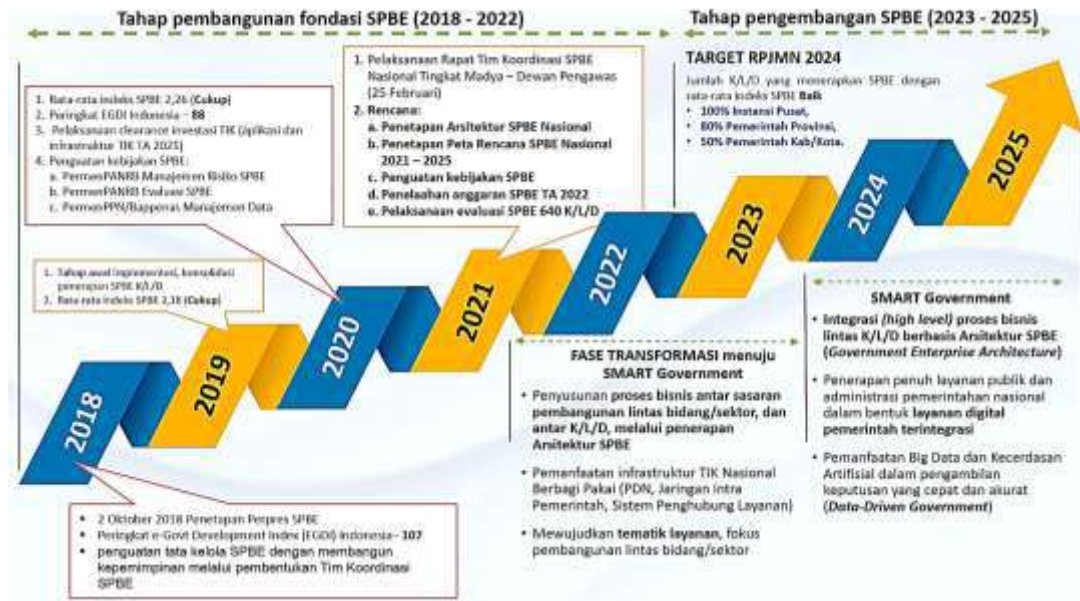 Tahap pembangunan fondasi SPBE (2018 - 2022)
Tahap pengembangan SPBE (2023 - 2025)
1. Pelaksanaan Rapat Tim Koordinasi SPBE
Nasional Tingkat Madya – Dewan Pengawas
(25 Februari)
2. Rencana:
a. Penetapan Arsitektur SPBE Nasional
b. Penetapan Peta Rencana SPBE Nasional
2021 – 2025
c. Penguatan kebijakan SPBE
d. Penelaahan anggaran SPBE TA 2022
e. Pelaksanaan evaluasi SPBE 640 K/L/D
TARGET RPJMN 2024
Jumlah K/L/D yang menerapkan SPBE dengan
rata-rata indeks SPBE Baik
• 100% Instansi Pusat,
• 80% Pemerintah Provinsi,
• 50% Pemerintah Kab/Kota.
1. Rata-rata indeks SPBE 2,26 (Cukup)
2. Peringkat EGDI Indonesia – 88
3. Pelaksanaan clearance investasi TIK (aplikasi dan
infrastruktur TIK TA 2025)
4. Penguatan kebijakan SPBE:
a. PermenPANRB Manajemen Risiko SPBE
b. PermenPANRB Evaluasi SPBE
c. PermenPPN/Bappenas Manajemen Data
1. Tahap awal implementasi, konsolidasi
penerapan SPBE K/L/D
2. Rata-rata indeks SPBE 2,18 (Cukup)
2018
2019
2020
2021
2022
2023
2024
2025
FASE TRANSFORMASI menuju
SMART Government
• Penyusunan proses bisnis antar sasaran
pembangunan lintas bidang/sektor, dan
antar K/L/D, melalui penerapan
Arsitektur SPBE
• Pemanfaatan infrastruktur TIK Nasional
Berbagi Pakai (PDN, Jaringan Intra
Pemerintah, Sistem Penghubung Layanan)
• Mewujudkan tematik layanan, fokus
pembangunan lintas bidang/sektor
SMART Government
• Integrasi (high level) proses bisnis
lintas K/L/D berbasis Arsitektur SPBE
(Government Enterprise Architecture)
• Penerapan penuh layanan publik dan
administrasi pemerintahan nasional
dalam bentuk layanan digital
pemerintah terintegrasi
• Pemanfaatan Big Data dan Kecerdasan
Artifisial dalam pengambilan
keputusan yang cepat dan akurat
(Data-Driven Government)
• 2 Oktober 2018 Penetapan Perpres SPBE
• Peringkat e-Govt Development Index (EGDI) Indonesia– 107
• penguatan tata kelola SPBE dengan membangun
kepemimpinan melalui pembentukan Tim Koordinasi
SPBE